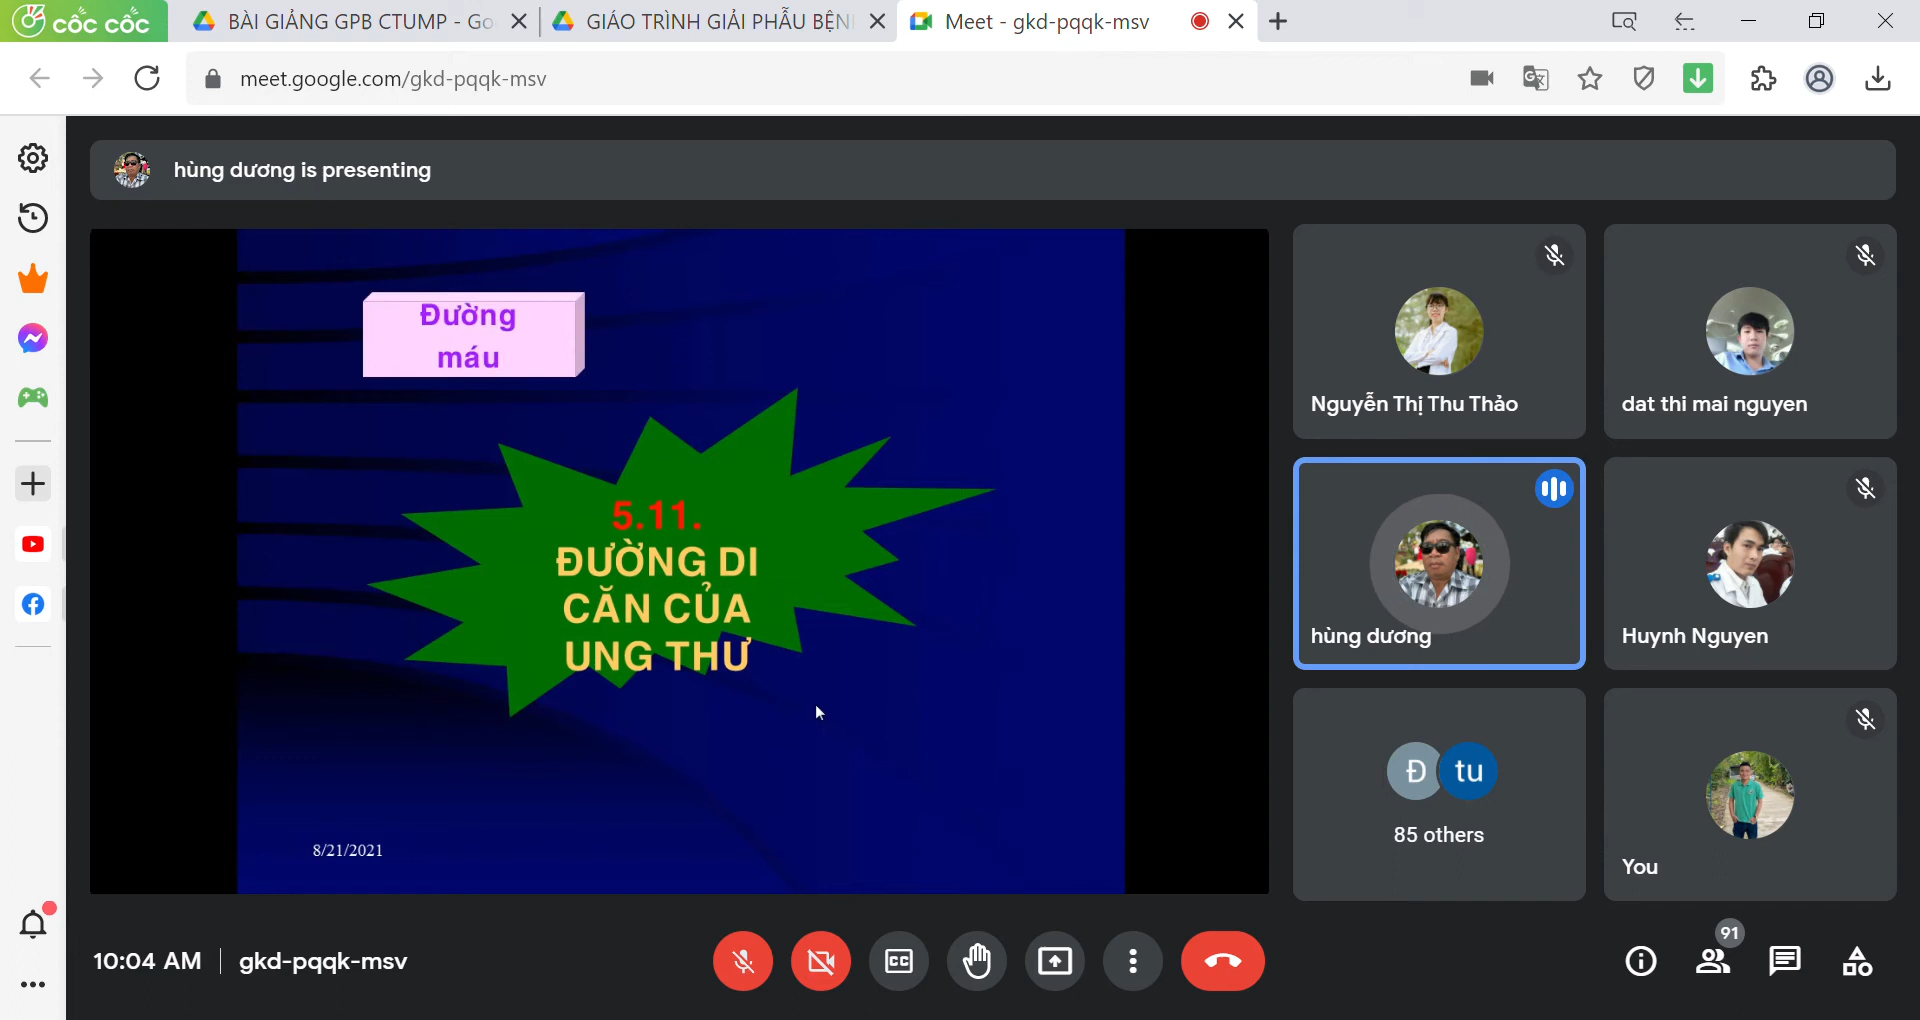 cốc cốc
BÀI GIẢNG GPB CTUMP - Go
GIÁO TRÌNH GIẢI PHẪU BỆN
Meet - gkd-pqqk-msv
meet.google.com/gkd-pqqk-msv
hùng dương is presenting
Đường
máu
5.11.
ĐƯỜNG DI
CĂN CỦA
UNG THƯ
8/21/2021
Nguyễn Thị Thu Thảo
dat thi mai nguyen
hùng dương
Huynh Nguyen
Đ
tu
85 others
You
10:04 AM
gkd-pqqk-msv
CC
91